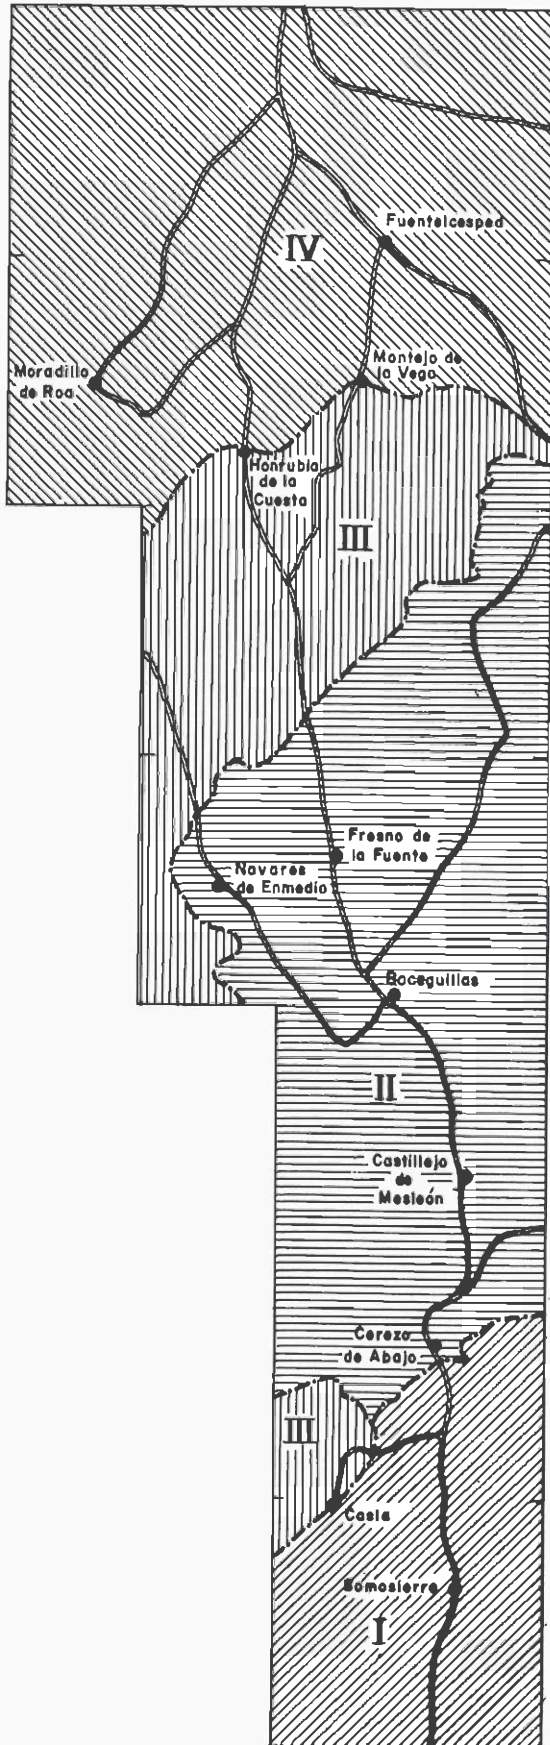 Fuentelcesped
IV
Montejo de
la Vega
Moradillo
de Roa
Honrubia
de la
Cuesta
III
Fresno de
la Fuente
Navares
de Enmedio
Boceguillas
II
Castillejo
de
Mesleón
Cerezo
de Abajo
III
Casla
Somosierra
I